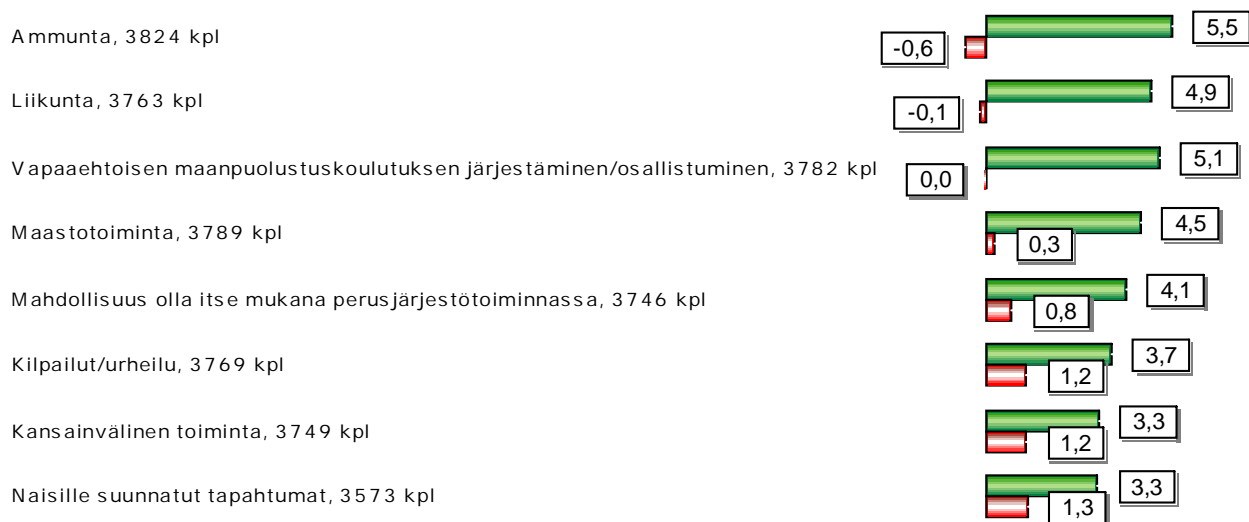 Ammunta, 3824 kpl
5,5
-0,6
Liikunta, 3763 kpl
4,9
-0,1
Vapaaehtoisen maanpuolustuskoulutuksen järjestäminen/osallistuminen, 3782 kpl
5,1
0,0
Maastotoiminta, 3789 kpl
4,5
0,3
Mahdollisuus olla itse mukana perusjärjestötoiminnassa, 3746 kpl
4,1
0,8
Kilpailut/urheilu, 3769 kpl
3,7
1,2
Kansainvälinen toiminta, 3749 kpl
3,3
1,2
Naisille suunnatut tapahtumat, 3573 kpl
3,3
1,3